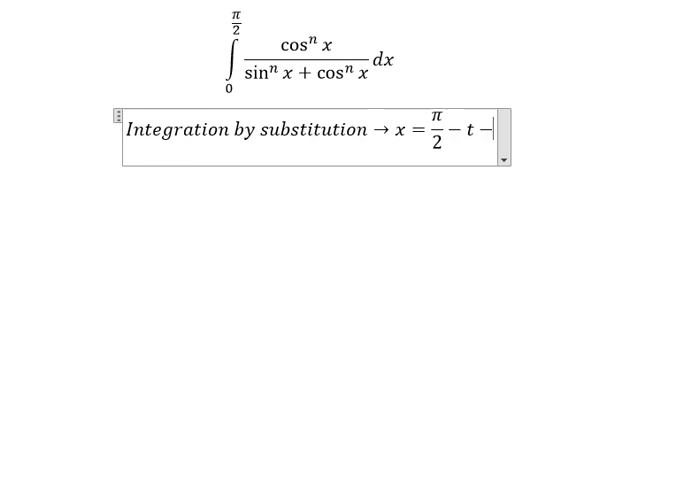 ∫₀^(π/2) cosⁿ x / (sinⁿ x + cosⁿ x) dx
Integration by substitution → x = π/2 − t −